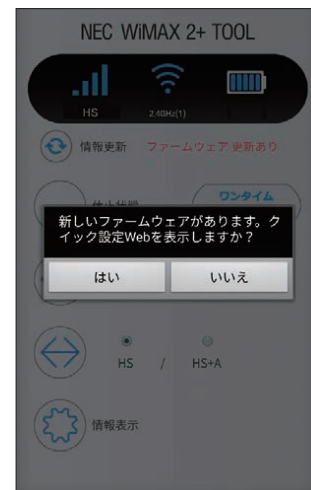 NEC WiMAX 2+ TOOL
HS 2.4GHz(1)
情報更新 ファームウェア更新あり
ワンタイム
新しいファームウェアがあります。ク
イック設定Webを表示しますか？
はい いいえ
HS / HS+A
情報表示